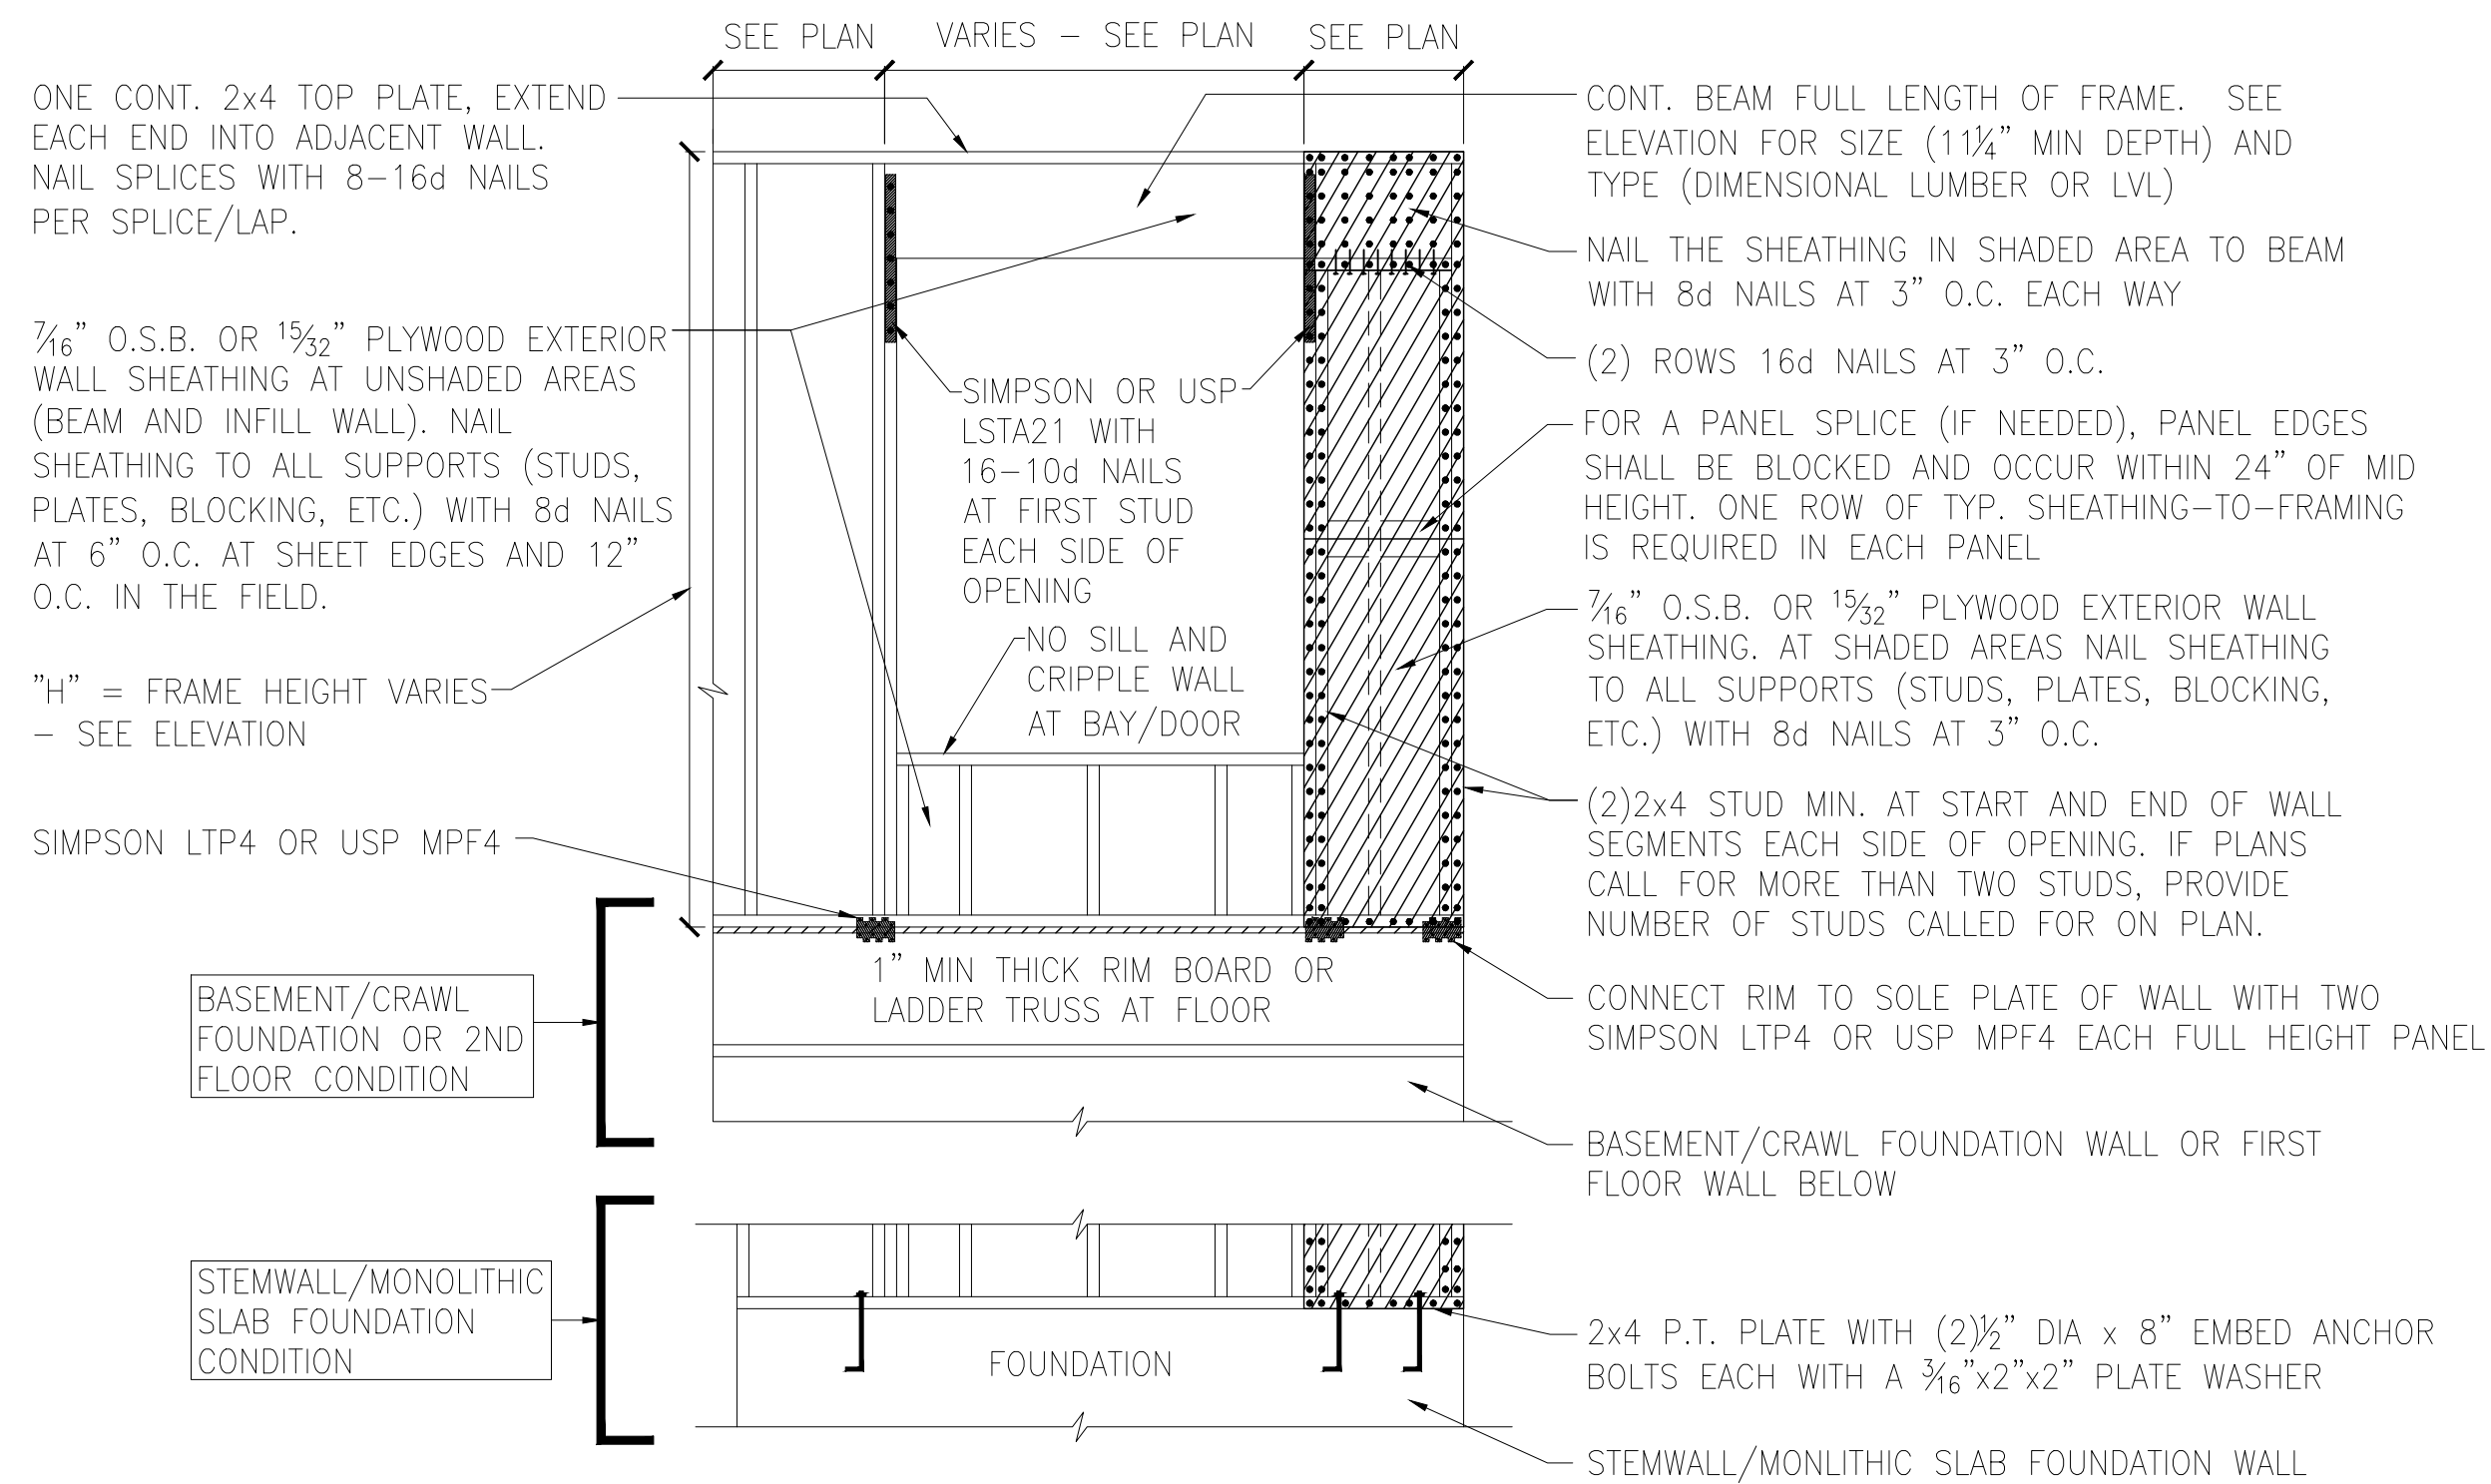 SEE PLAN
VARIES – SEE PLAN
SEE PLAN
ONE CONT. 2x4 TOP PLATE, EXTEND
EACH END INTO ADJACENT WALL.
NAIL SPLICES WITH 8–16d NAILS
PER SPLICE/LAP.
7/16" O.S.B. OR 15/32" PLYWOOD EXTERIOR
WALL SHEATHING AT UNSHADED AREAS
(BEAM AND INFILL WALL). NAIL
SHEATHING TO ALL SUPPORTS (STUDS,
PLATES, BLOCKING, ETC.) WITH 8d NAILS
AT 6" O.C. AT SHEET EDGES AND 12"
O.C. IN THE FIELD.
"H" = FRAME HEIGHT VARIES
– SEE ELEVATION
SIMPSON LTP4 OR USP MPF4
BASEMENT/CRAWL
FOUNDATION OR 2ND
FLOOR CONDITION
STEMWALL/MONOLITHIC
SLAB FOUNDATION
CONDITION
SIMPSON OR USP
LSTA21 WITH
16–10d NAILS
AT FIRST STUD
EACH SIDE OF
OPENING
NO SILL AND
CRIPPLE WALL
AT BAY/DOOR
1" MIN THICK RIM BOARD OR
LADDER TRUSS AT FLOOR
FOUNDATION
CONT. BEAM FULL LENGTH OF FRAME. SEE
ELEVATION FOR SIZE (11¼" MIN DEPTH) AND
TYPE (DIMENSIONAL LUMBER OR LVL)
NAIL THE SHEATHING IN SHADED AREA TO BEAM
WITH 8d NAILS AT 3" O.C. EACH WAY
(2) ROWS 16d NAILS AT 3" O.C.
FOR A PANEL SPLICE (IF NEEDED), PANEL EDGES
SHALL BE BLOCKED AND OCCUR WITHIN 24" OF MID
HEIGHT. ONE ROW OF TYP. SHEATHING–TO–FRAMING
IS REQUIRED IN EACH PANEL
7/16" O.S.B. OR 15/32" PLYWOOD EXTERIOR WALL
SHEATHING. AT SHADED AREAS NAIL SHEATHING
TO ALL SUPPORTS (STUDS, PLATES, BLOCKING,
ETC.) WITH 8d NAILS AT 3" O.C.
(2)2x4 STUD MIN. AT START AND END OF WALL
SEGMENTS EACH SIDE OF OPENING. IF PLANS
CALL FOR MORE THAN TWO STUDS, PROVIDE
NUMBER OF STUDS CALLED FOR ON PLAN.
CONNECT RIM TO SOLE PLATE OF WALL WITH TWO
SIMPSON LTP4 OR USP MPF4 EACH FULL HEIGHT PANEL
BASEMENT/CRAWL FOUNDATION WALL OR FIRST
FLOOR WALL BELOW
2x4 P.T. PLATE WITH (2)½" DIA x 8" EMBED ANCHOR
BOLTS EACH WITH A 3/16"x2"x2" PLATE WASHER
STEMWALL/MONLITHIC SLAB FOUNDATION WALL